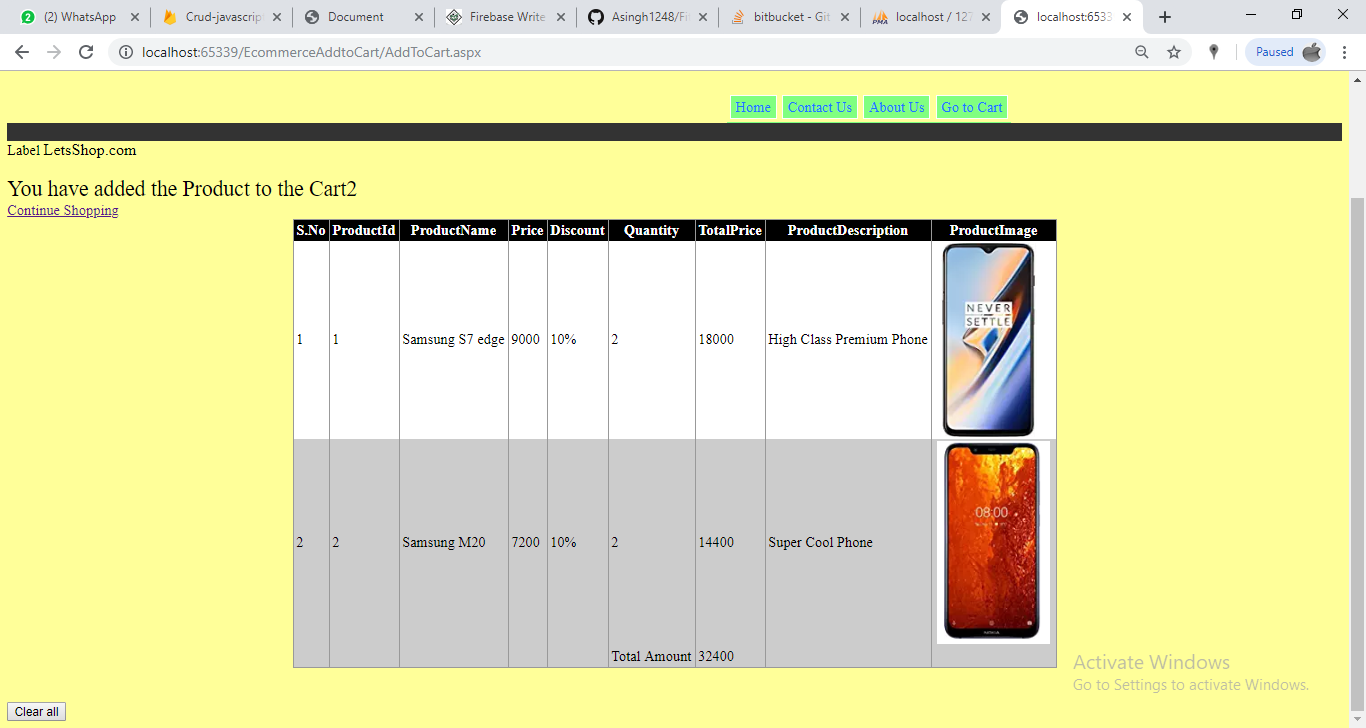 (2) WhatsApp
Crud-javascrip
Document
Firebase Write
Asingh1248/Fi
bitbucket - Git
localhost / 127
localhost:6533
localhost:65339/EcommerceAddtoCart/AddToCart.aspx
Paused
Home Contact Us About Us Go to Cart
Label LetsShop.com
You have added the Product to the Cart2
Continue Shopping
S.No ProductId ProductName Price Discount Quantity TotalPrice ProductDescription ProductImage
NEVER
SETTLE
1 1 Samsung S7 edge 9000 10% 2 18000 High Class Premium Phone
08:00
2 2 Samsung M20 7200 10% 2 14400 Super Cool Phone
NOKIA
Total Amount 32400
Activate Windows
Go to Settings to activate Windows.
Clear all